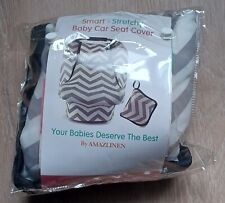 Smart - Stretch
Baby Car Seat Cover
Your Babies Deserve The Best
By AMAZLINEN